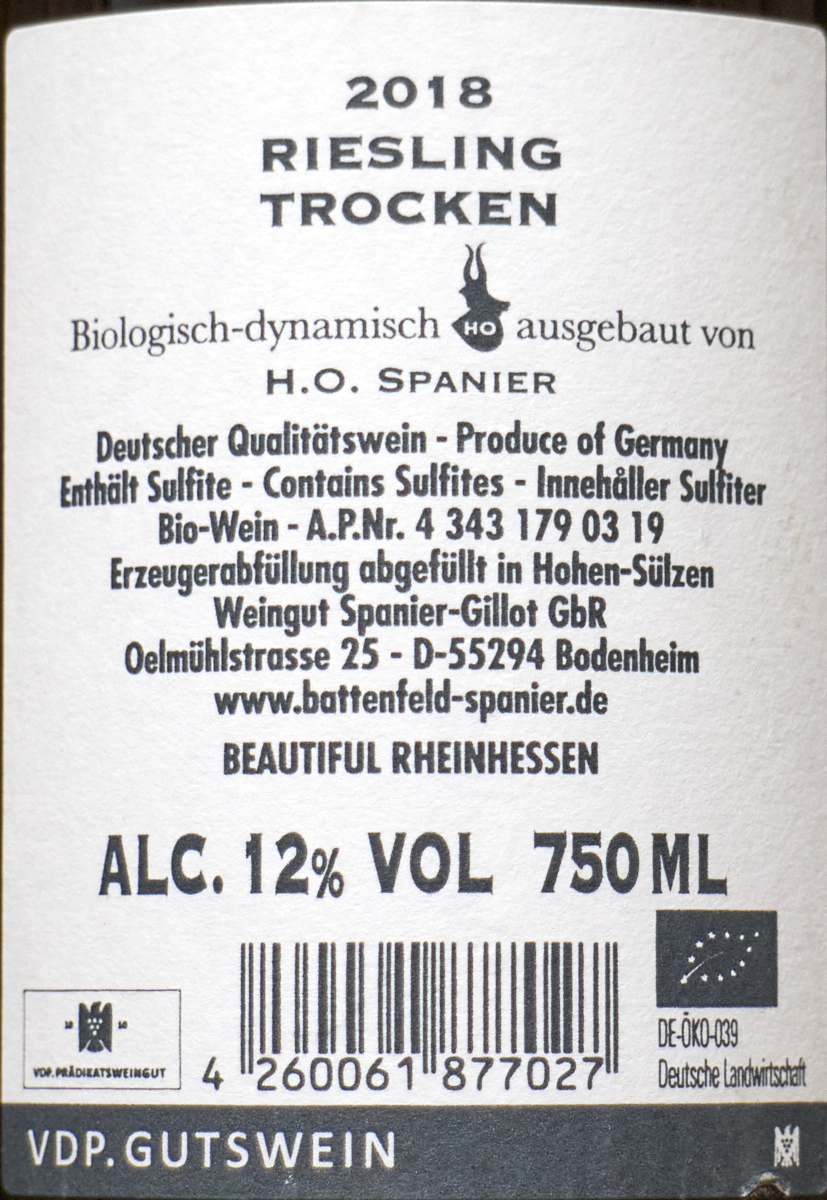 2018
RIESLING
TROCKEN
Biologisch-dynamisch HO ausgebaut von
H.O. SPANIER
Deutscher Qualitätswein - Produce of Germany
Enthält Sulfite - Contains Sulfites - Innehåller Sulfiter
Bio-Wein - A.P.Nr. 4 343 179 03 19
Erzeugerabfüllung abgefüllt in Hohen-Sülzen
Weingut Spanier-Gillot GbR
Oelmühlstrasse 25 - D-55294 Bodenheim
www.battenfeld-spanier.de
BEAUTIFUL RHEINHESSEN
ALC. 12% VOL 750 ML
19 10
VDP.PRÄDIKATSWEINGUT
4 260061 877027
DE-ÖKO-039
Deutsche Landwirtschaft
VDP.GUTSWEIN